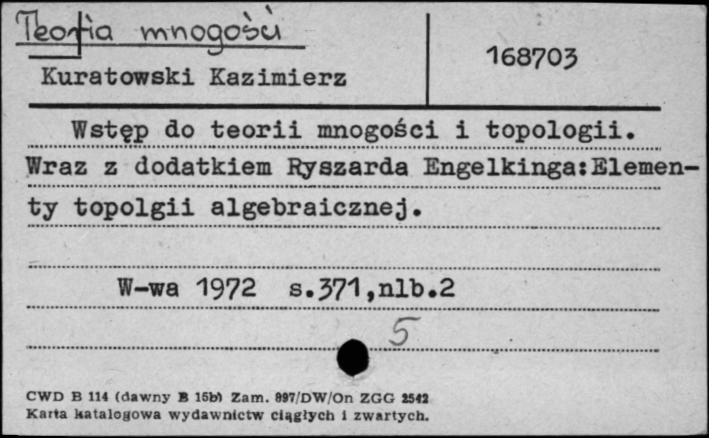 Teoria mnogości
168703
Kuratowski Kazimierz
Wstęp do teorii mnogości i topologii.
Wraz z dodatkiem Ryszarda Engelkinga:Elemen-
ty topolgii algebraicznej.
W-wa 1972 s.371,nlb.2
5
CWD B 114 (dawny B 15b) Zam. 897/DW/On ZGG 2542
Karta katalogowa wydawnictw ciągłych i zwartych.